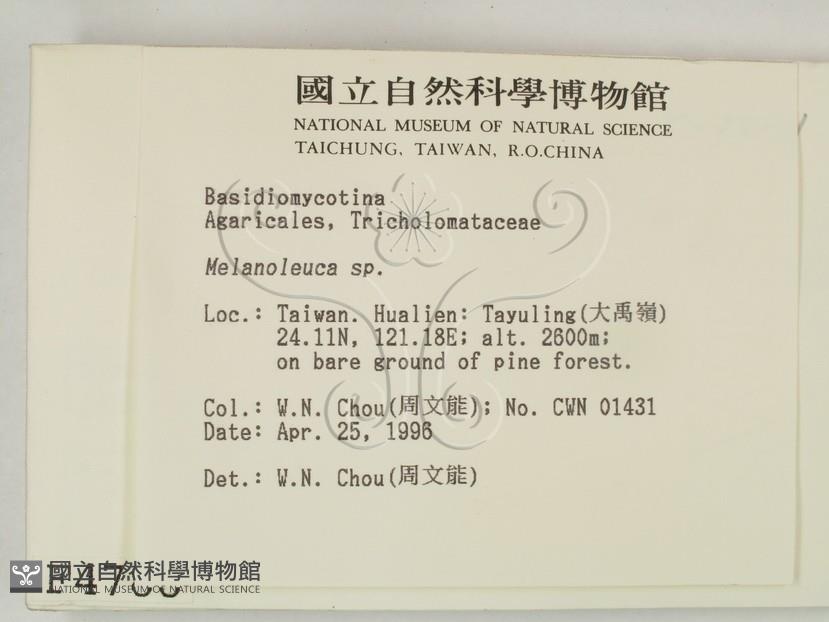 國立自然科學博物館
NATIONAL MUSEUM OF NATURAL SCIENCE
TAICHUNG, TAIWAN, R.O.CHINA
Basidiomycotina
Agaricales, Tricholomataceae
Melanoleuca sp.
Loc.: Taiwan. Hualien: Tayuling(大禹嶺)
24.11N, 121.18E; alt. 2600m;
on bare ground of pine forest.
Col.: W.N. Chou(周文能); No. CWN 01431
Date: Apr. 25, 1996
Det.: W.N. Chou(周文能)
國立自然科學博物館
NATIONAL MUSEUM OF NATURAL SCIENCE